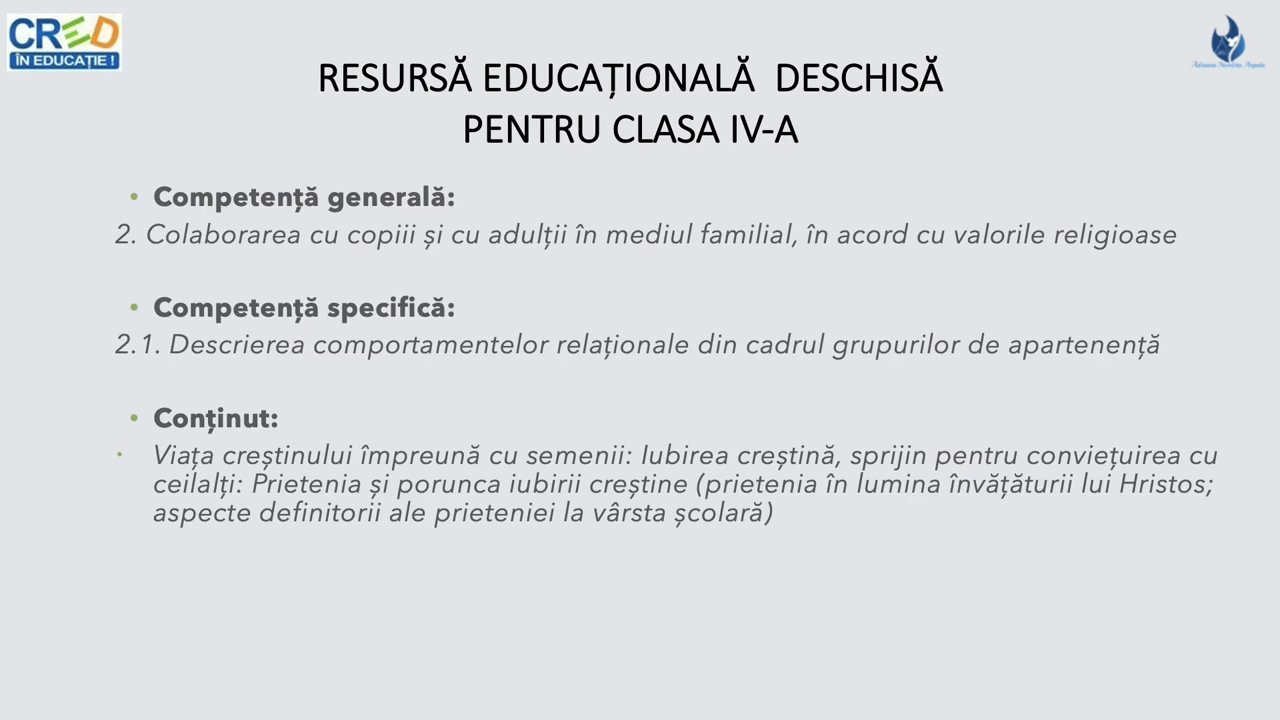 CRED
ÎN EDUCAȚIE !
RESURSĂ EDUCAȚIONALĂ DESCHISĂ
PENTRU CLASA IV-A
• Competență generală:
2. Colaborarea cu copiii și cu adulții în mediul familial, în acord cu valorile religioase
• Competență specifică:
2.1. Descrierea comportamentelor relaționale din cadrul grupurilor de apartenență
• Conținut:
• Viața creștinului împreună cu semenii: Iubirea creștină, sprijin pentru conviețuirea cu
ceilalți: Prietenia și porunca iubirii creștine (prietenia în lumina învățăturii lui Hristos;
aspecte definitorii ale prieteniei la vârsta școlară)